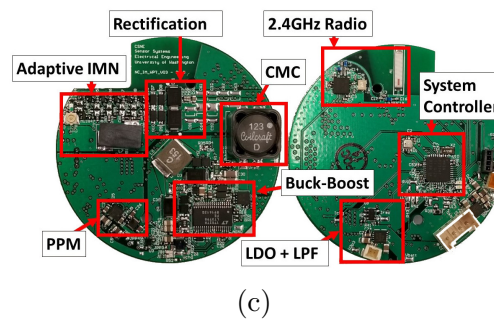 Rectification
2.4GHz Radio
Adaptive IMN
CMC
System
Controller
CSNE
Sensor Systems
Electrical Engineering
University of Washington
123
Coilcraft
D
Buck-Boost
PPM
LDO + LPF
(c)